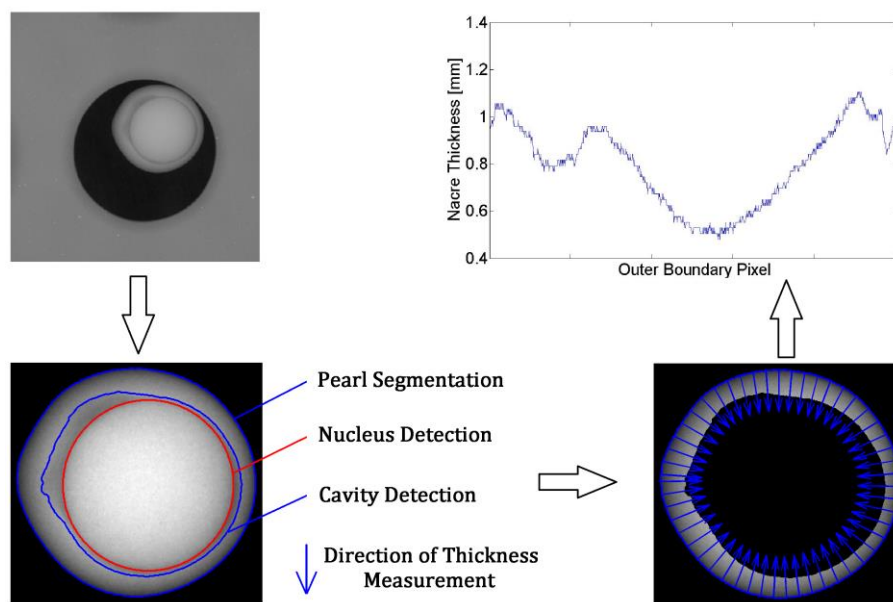 1.4
1.2
1
0.8
0.6
0.4
Nacre Thickness [mm]
Outer Boundary Pixel
Pearl Segmentation
Nucleus Detection
Cavity Detection
Direction of Thickness
Measurement